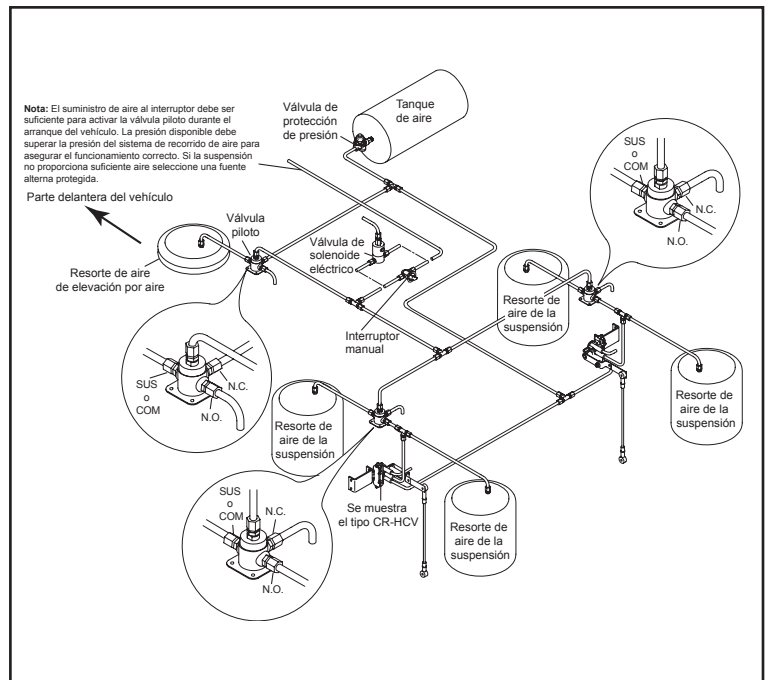 Nota: El suministro de aire al interruptor debe ser
suficiente para activar la válvula piloto durante el
arranque del vehículo. La presión disponible debe
superar la presión del sistema de recorrido de aire para
asegurar el funcionamiento correcto. Si la suspensión
no proporciona suficiente aire seleccione una fuente
alterna protegida.
Parte delantera del vehículo
Válvula de
protección
de presión
Tanque
de aire
SUS
o
COM
N.C.
N.O.
Válvula
piloto
Válvula de
solenoide
eléctrico
Resorte de aire
de elevación por aire
Interruptor
manual
Resorte de
aire de la
suspensión
Resorte de
aire de la
suspensión
SUS
o
COM
N.C.
N.O.
Resorte de
aire de la
suspensión
Se muestra
el tipo CR-HCV
Resorte de
aire de la
suspensión
SUS
o
COM
N.C.
N.O.